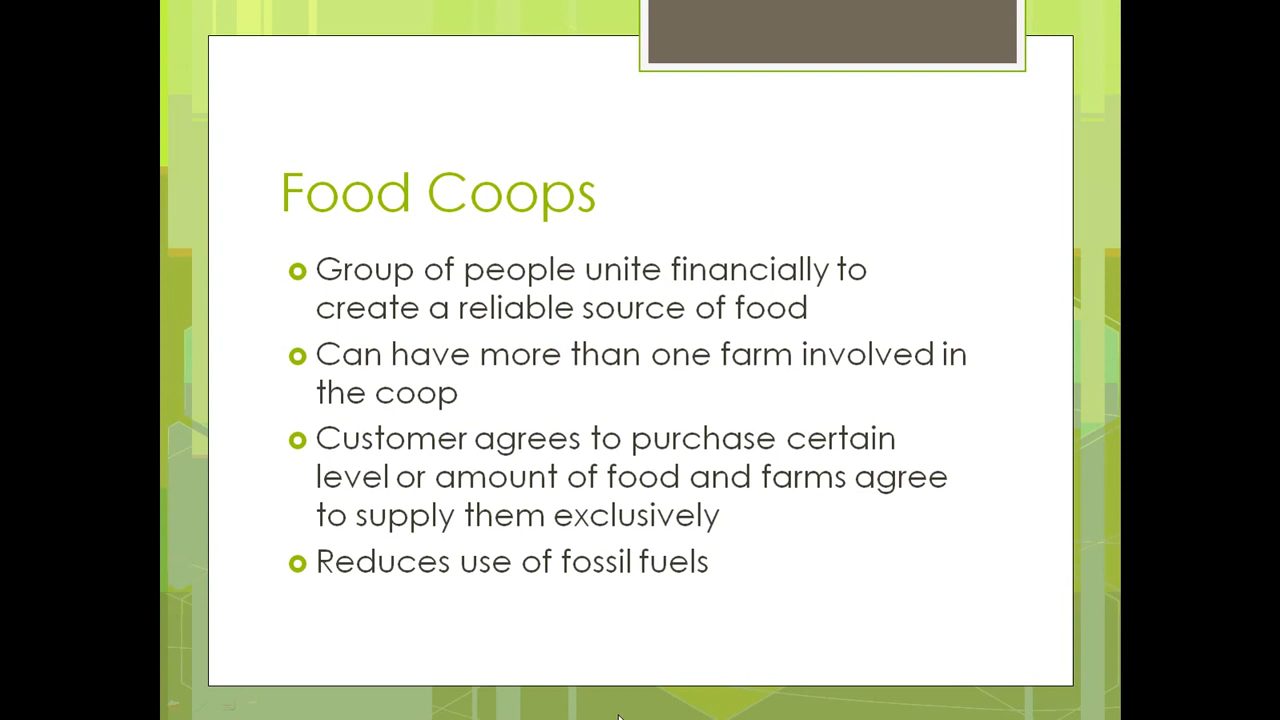 Food Coops
Group of people unite financially to
create a reliable source of food
Can have more than one farm involved in
the coop
Customer agrees to purchase certain
level or amount of food and farms agree
to supply them exclusively
Reduces use of fossil fuels